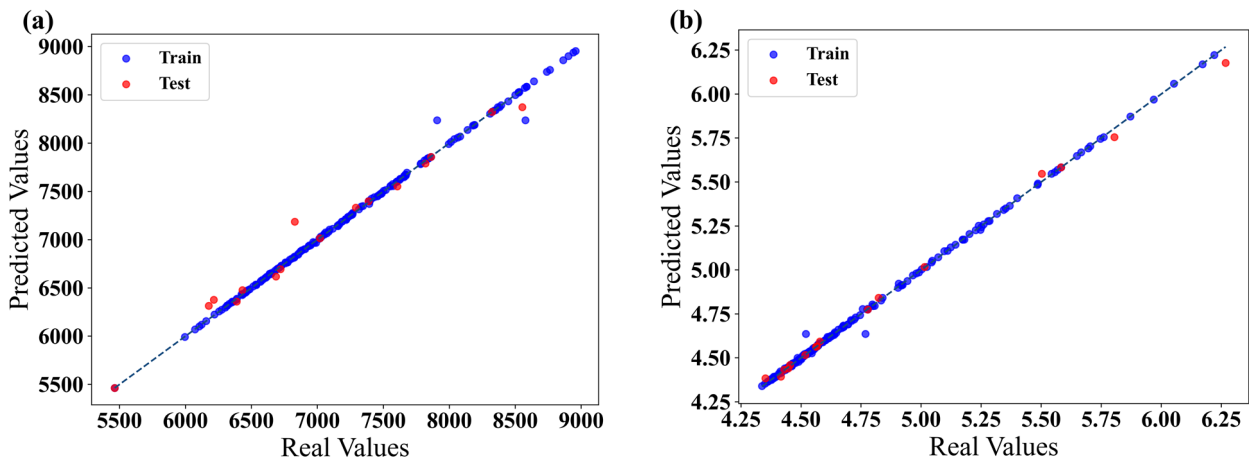 (a)
Train
Test
9000
8500
8000
7500
7000
6500
6000
5500
Predicted Values
5500 6000 6500 7000 7500 8000 8500 9000
Real Values
(b)
Train
Test
6.25
6.00
5.75
5.50
5.25
5.00
4.75
4.50
4.25
Predicted Values
4.25 4.50 4.75 5.00 5.25 5.50 5.75 6.00 6.25
Real Values